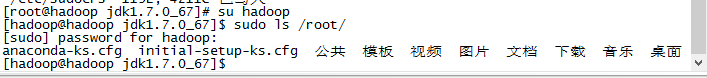 [root@hadoop jdk1.7.0_67]# su hadoop
[hadoop@hadoop jdk1.7.0_67]$ sudo ls /root/
[sudo] password for hadoop:
anaconda-ks.cfg initial-setup-ks.cfg 公共 模板 视频 图片 文档 下载 音乐 桌面
[hadoop@hadoop jdk1.7.0_67]$